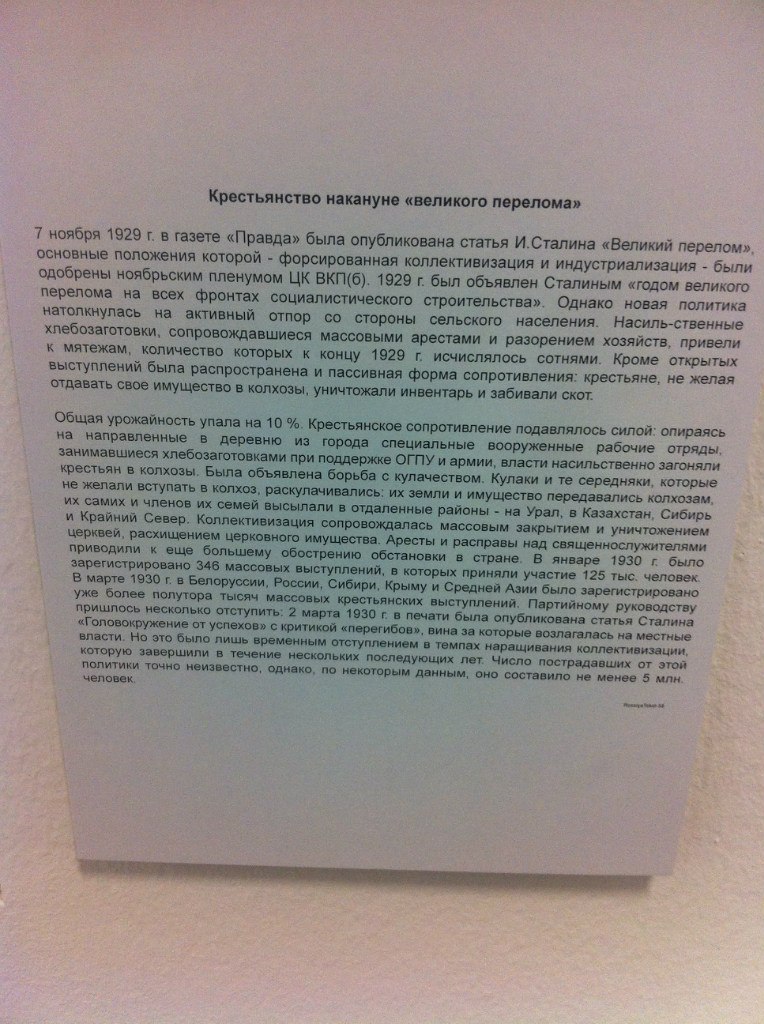 Крестьянство накануне «великого перелома»
7 ноября 1929 г. в газете «Правда» была опубликована статья И.Сталина «Великий перелом»,
основные положения которой - форсированная коллективизация и индустриализация - были
одобрены ноябрьским пленумом ЦК ВКП(б). 1929 г. был объявлен Сталиным «годом великого
перелома на всех фронтах социалистического строительства». Однако новая политика
натолкнулась на активный отпор со стороны сельского населения. Насиль-ственные
хлебозаготовки, сопровождавшиеся массовыми арестами и разорением хозяйств, привели
к мятежам, количество которых к концу 1929 г. исчислялось сотнями. Кроме открытых
выступлений была распространена и пассивная форма сопротивления: крестьяне, не желая
отдавать свое имущество в колхозы, уничтожали инвентарь и забивали скот.
Общая урожайность упала на 10 %. Крестьянское сопротивление подавлялось силой: опираясь
на направленные в деревню из города специальные вооруженные рабочие отряды,
занимавшиеся хлебозаготовками при поддержке ОГПУ и армии, власти насильственно загоняли
крестьян в колхозы. Была объявлена борьба с кулачеством. Кулаки и те середняки, которые
не желали вступать в колхоз, раскулачивались: их земли и имущество передавались колхозам,
их самих и членов их семей высылали в отдаленные районы - на Урал, в Казахстан, Сибирь
и Крайний Север. Коллективизация сопровождалась массовым закрытием и уничтожением
церквей, расхищением церковного имущества. Аресты и расправы над священнослужителями
приводили к еще большему обострению обстановки в стране. В январе 1930 г. было
зарегистрировано 346 массовых выступлений, в которых приняли участие 125 тыс. человек.
В марте 1930 г. в Белоруссии, России, Сибири, Крыму и Средней Азии было зарегистрировано
уже более полутора тысяч массовых крестьянских выступлений. Партийному руководству
пришлось несколько отступить: 2 марта 1930 г. в печати была опубликована статья Сталина
«Головокружение от успехов» с критикой «перегибов», вина за которые возлагалась на местные
власти. Но это было лишь временным отступлением в темпах наращивания коллективизации,
которую завершили в течение нескольких последующих лет. Число пострадавших от этой
политики точно неизвестно, однако, по некоторым данным, оно составило не менее 5 млн.
человек.